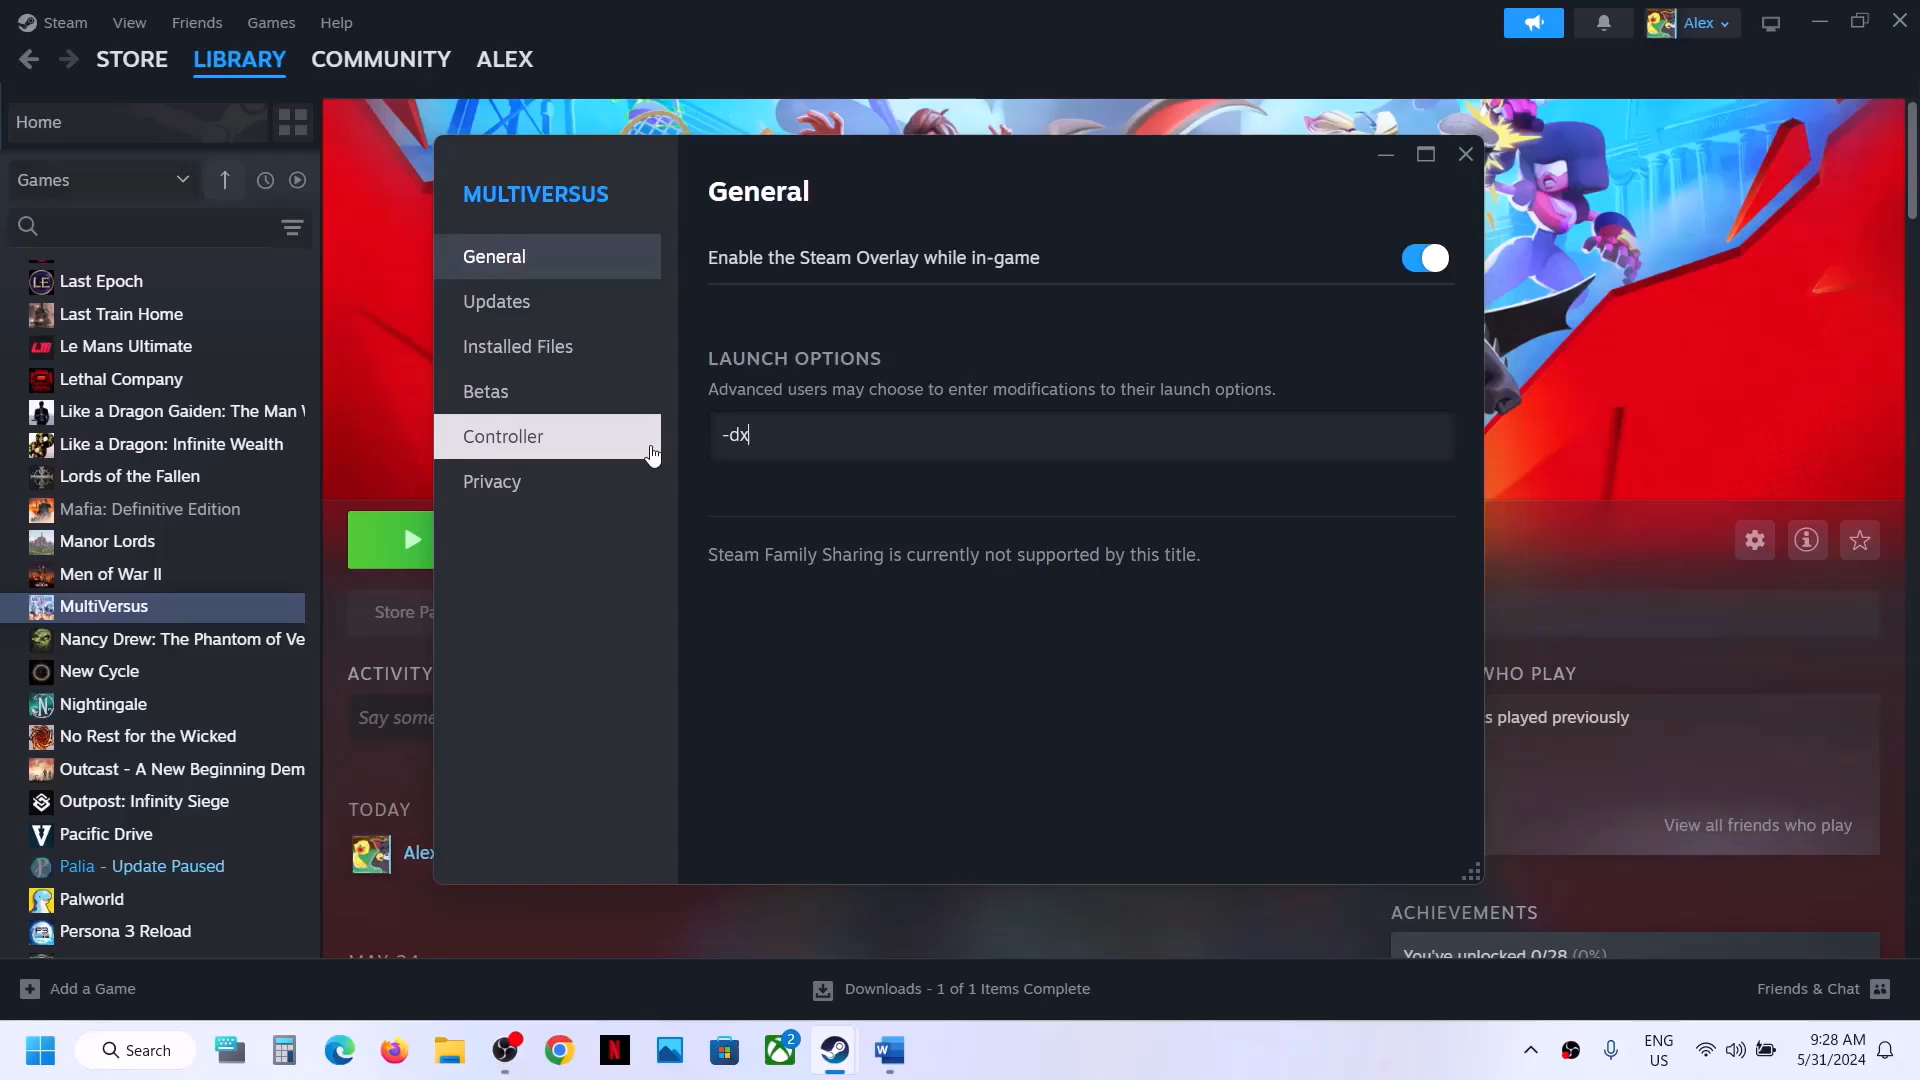 Steam View Friends Games Help
Alex
STORE LIBRARY COMMUNITY ALEX
Home
Games
Last Epoch
Last Train Home
Le Mans Ultimate
Lethal Company
Like a Dragon Gaiden: The Man
Like a Dragon: Infinite Wealth
Lords of the Fallen
Mafia: Definitive Edition
Manor Lords
Men of War II
MultiVersus
Nancy Drew: The Phantom of Ve
New Cycle
Nightingale
No Rest for the Wicked
Outcast - A New Beginning Dem
Outpost: Infinity Siege
Pacific Drive
Palia - Update Paused
Palworld
Persona 3 Reload
MULTIVERSUS
General
Updates
Installed Files
Betas
Controller
Privacy
General
Enable the Steam Overlay while in-game
LAUNCH OPTIONS
Advanced users may choose to enter modifications to their launch options.
-dx
Steam Family Sharing is currently not supported by this title.
Store Pa
ACTIVITY
Say some
TODAY
Alex
MAY 24
WHO PLAY
s played previously
View all friends who play
ACHIEVEMENTS
You've unlocked 0/28 (0%)
Add a Game
Downloads - 1 of 1 Items Complete
Friends & Chat
Search
2
ENG
US
9:28 AM
5/31/2024